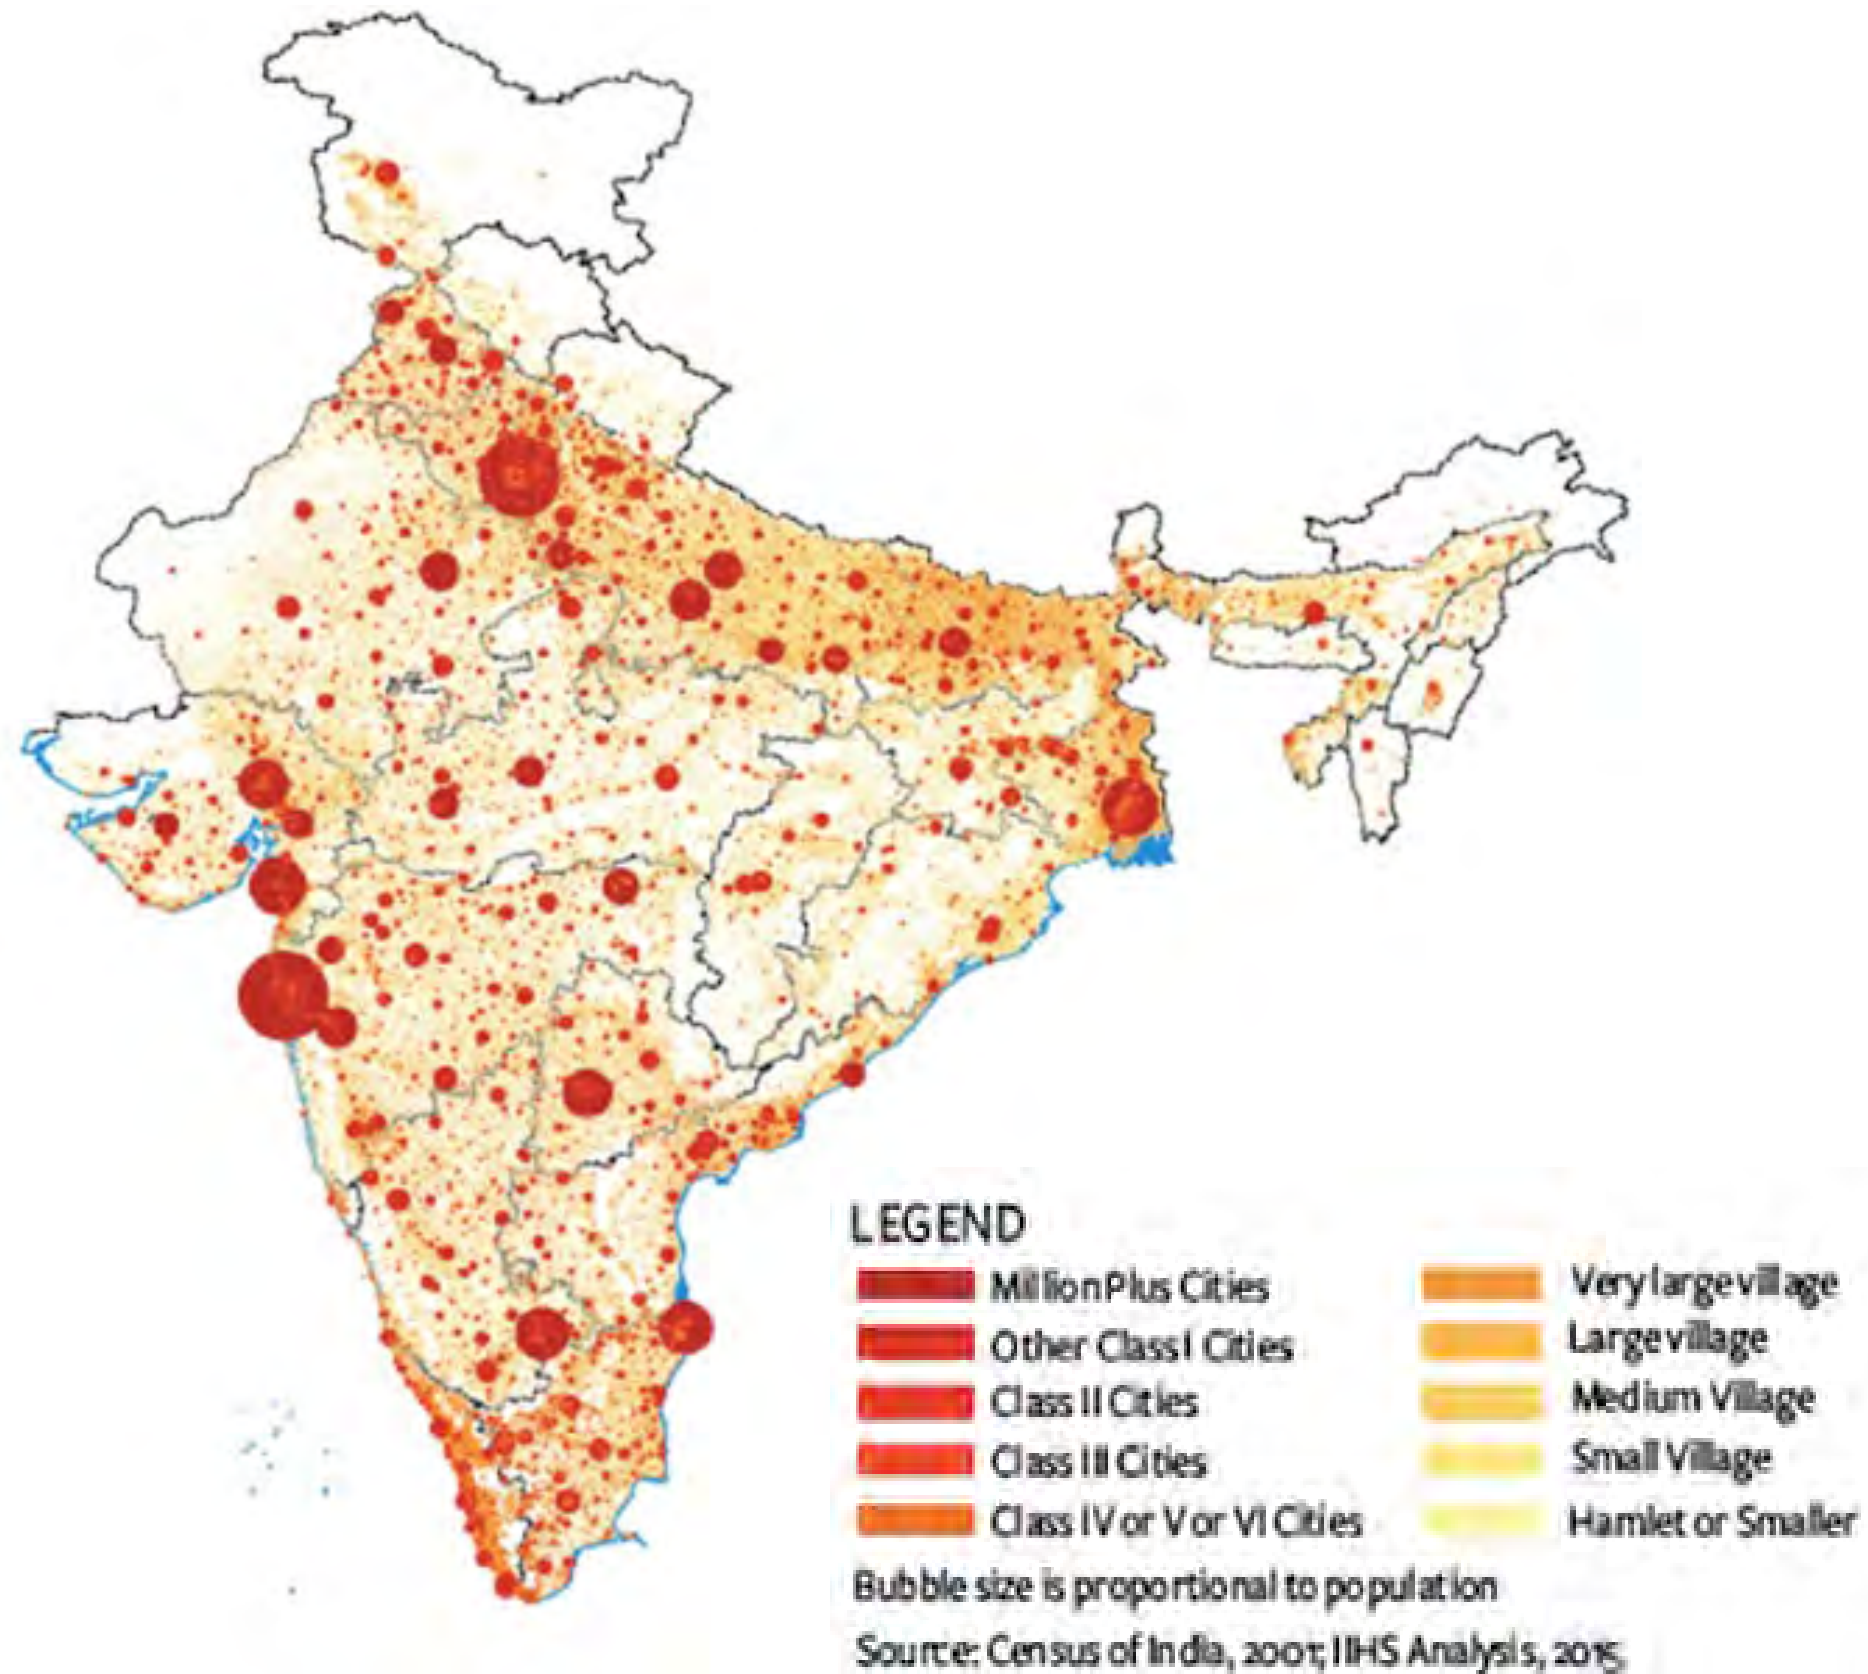 LEGEND
Million Plus Cities
Other Class I Cities
Class II Cities
Class III Cities
Class IV or V or VI Cities
Very large village
Large village
Medium Village
Small Village
Hamlet or Smaller
Bubble size is proportional to population
Source: Census of India, 2001; IIHS Analysis, 2015